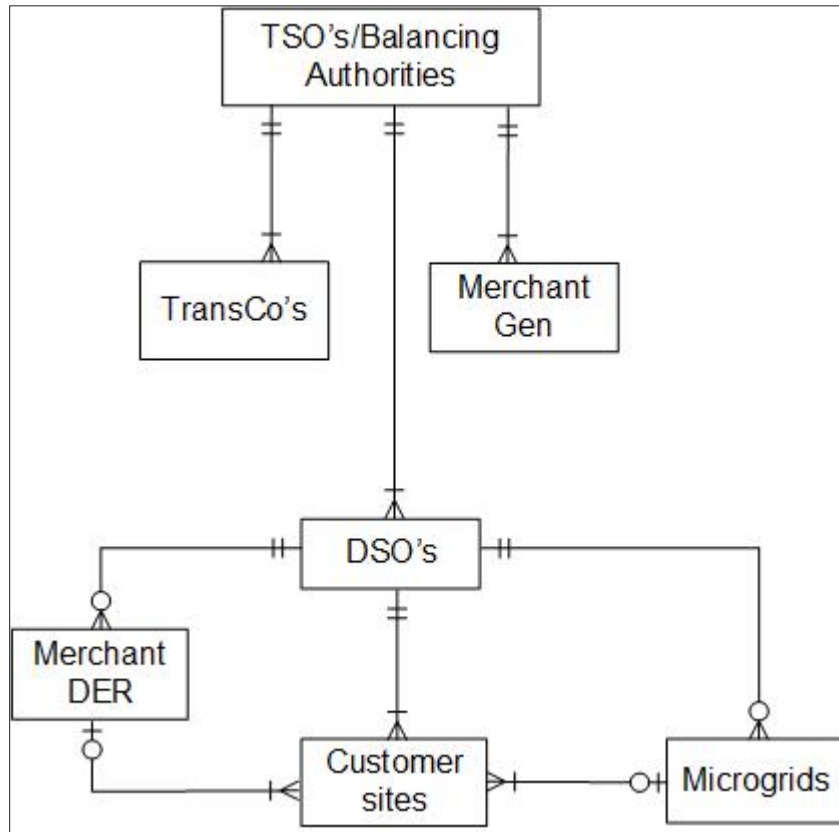 TSO's/Balancing
Authorities
TransCo's
Merchant
Gen
DSO's
Merchant
DER
Customer
sites
Microgrids